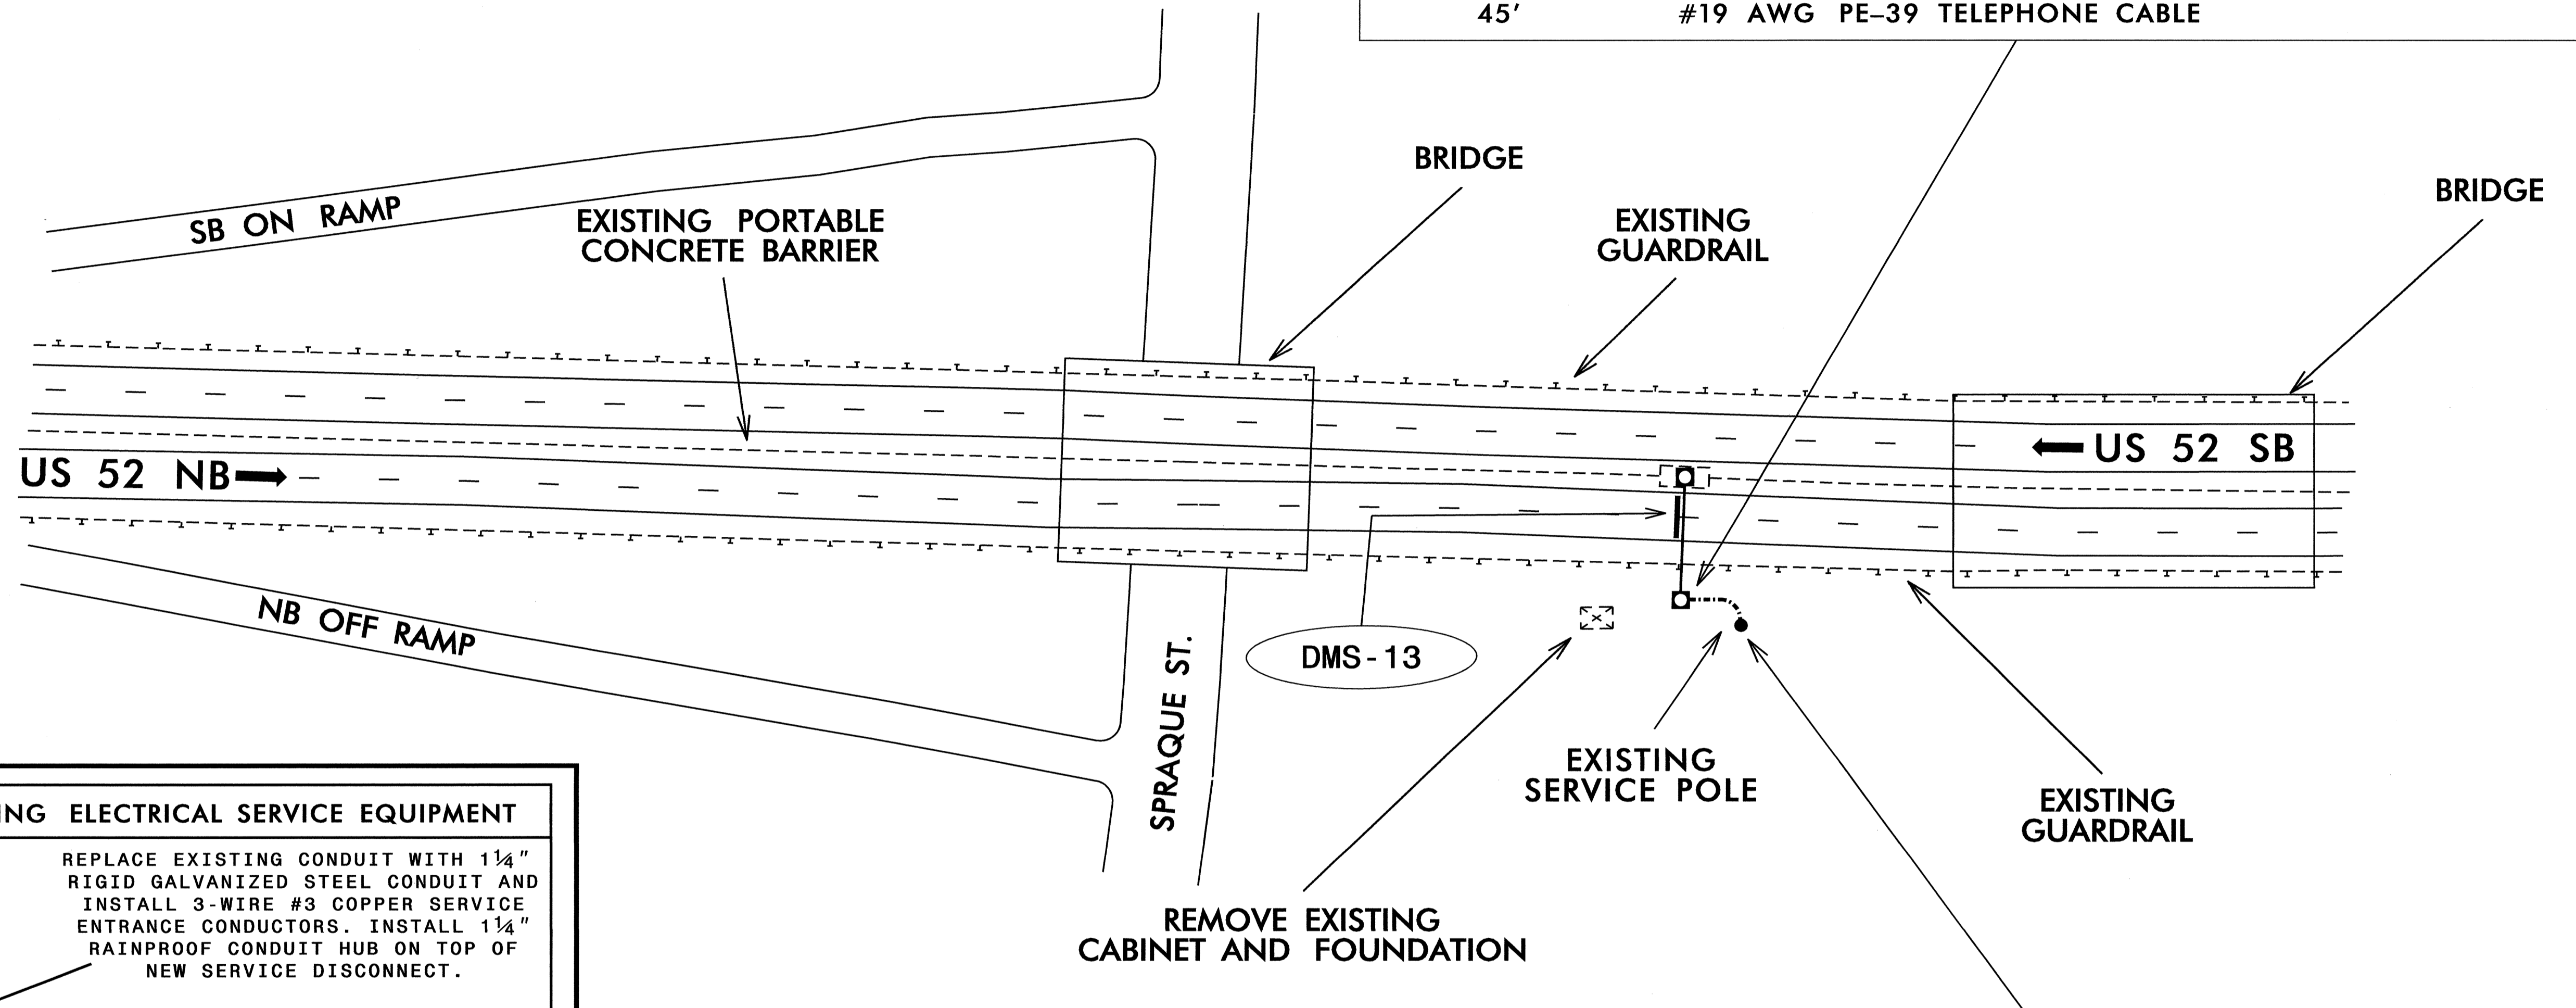 45' #19 AWG PE-39 TELEPHONE CABLE
BRIDGE
BRIDGE
SB ON RAMP
EXISTING PORTABLE
CONCRETE BARRIER
EXISTING
GUARDRAIL
US 52 SB
US 52 NB
NB OFF RAMP
SPRAQUE ST.
DMS-13
EXISTING
SERVICE POLE
EXISTING
GUARDRAIL
REMOVE EXISTING
CABINET AND FOUNDATION
ING ELECTRICAL SERVICE EQUIPMENT
REPLACE EXISTING CONDUIT WITH 1¼"
RIGID GALVANIZED STEEL CONDUIT AND
INSTALL 3-WIRE #3 COPPER SERVICE
ENTRANCE CONDUCTORS. INSTALL 1¼"
RAINPROOF CONDUIT HUB ON TOP OF
NEW SERVICE DISCONNECT.